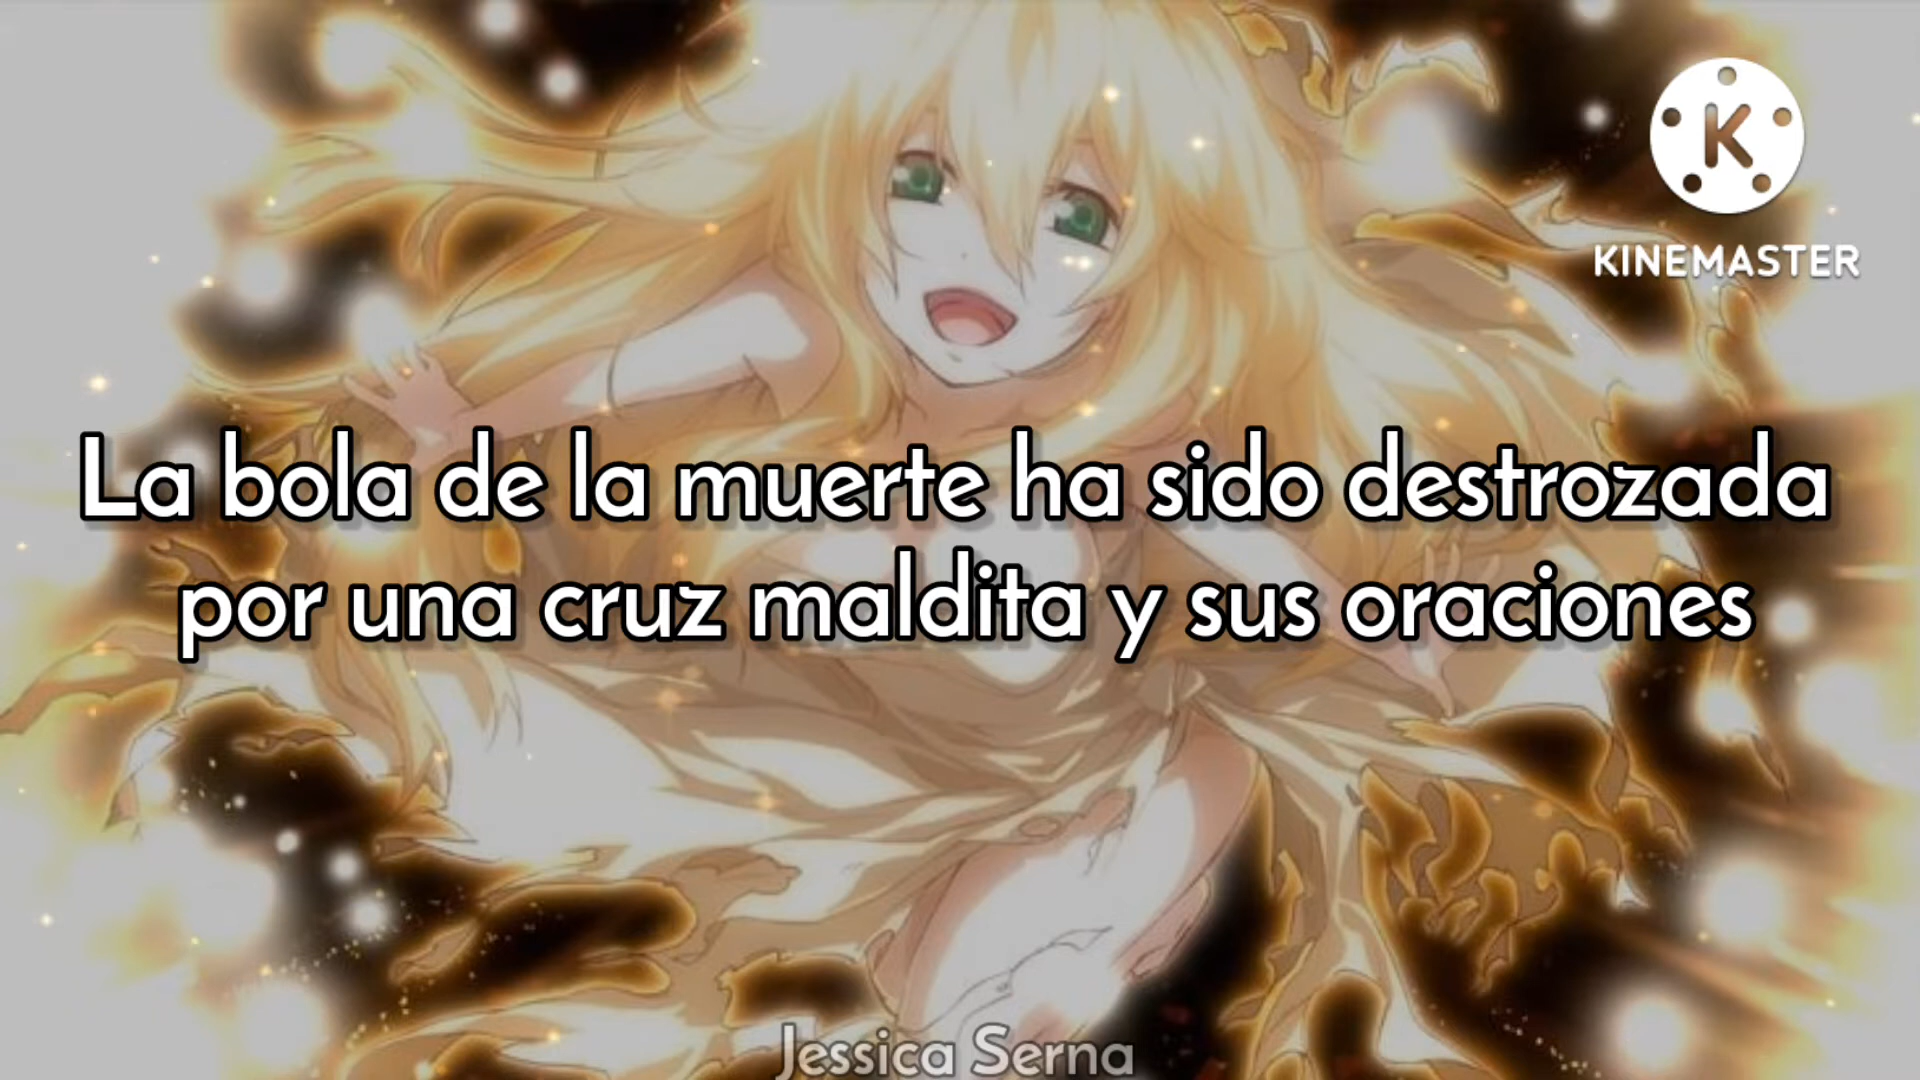 KINEMASTER
La bola de la muerte ha sido destrozada
por una cruz maldita y sus oraciones
Jessica Serna